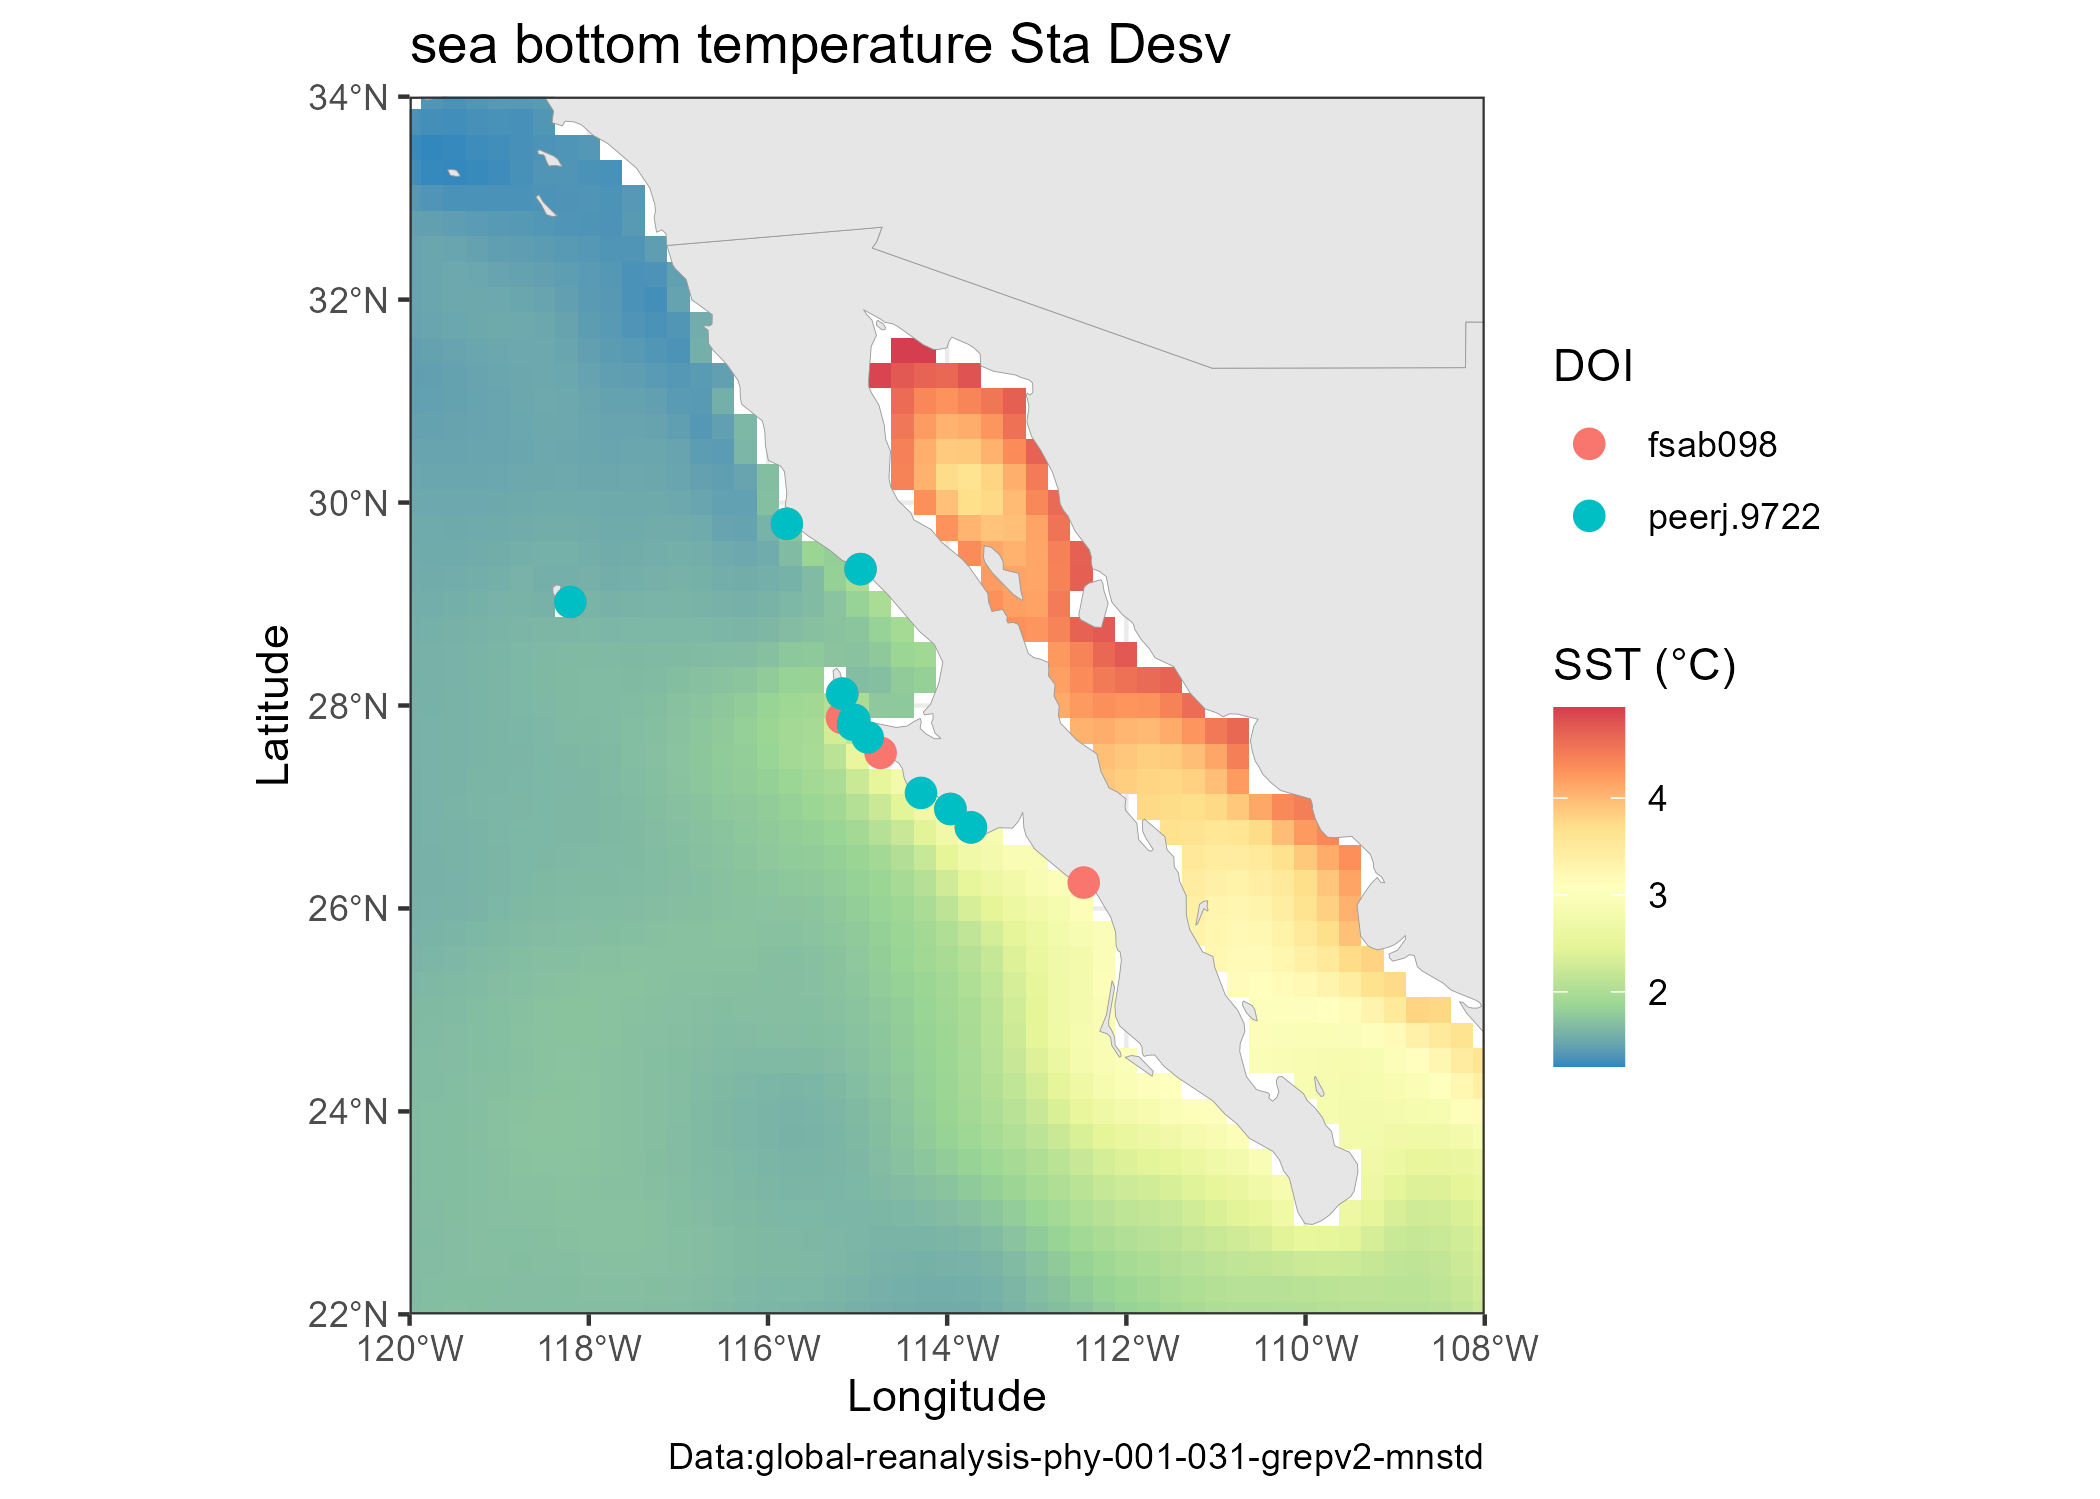 sea bottom temperature Sta Desv
34°N
32°N
30°N
28°N
26°N
24°N
22°N
Latitude
120°W 118°W 116°W 114°W 112°W 110°W 108°W
Longitude
Data:global-reanalysis-phy-001-031-grepv2-mnstd
DOI
fsab098
peerj.9722
SST (°C)
4
3
2